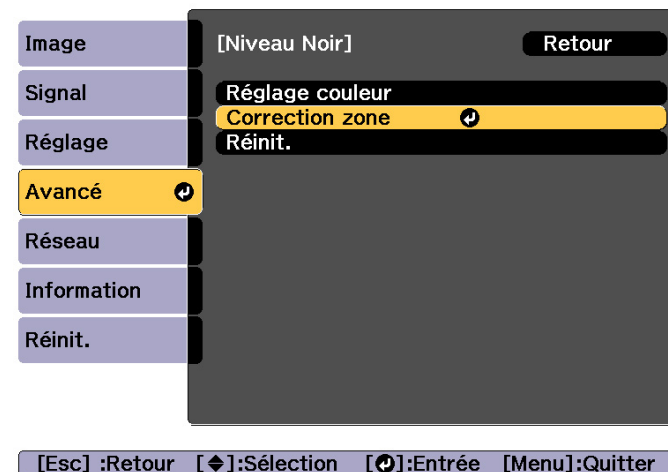 Image
Signal
Réglage
Avancé
Réseau
Information
Réinit.
[Niveau Noir] Retour
Réglage couleur
Correction zone
Réinit.
[Esc] :Retour [◆]:Sélection [↵]:Entrée [Menu]:Quitter